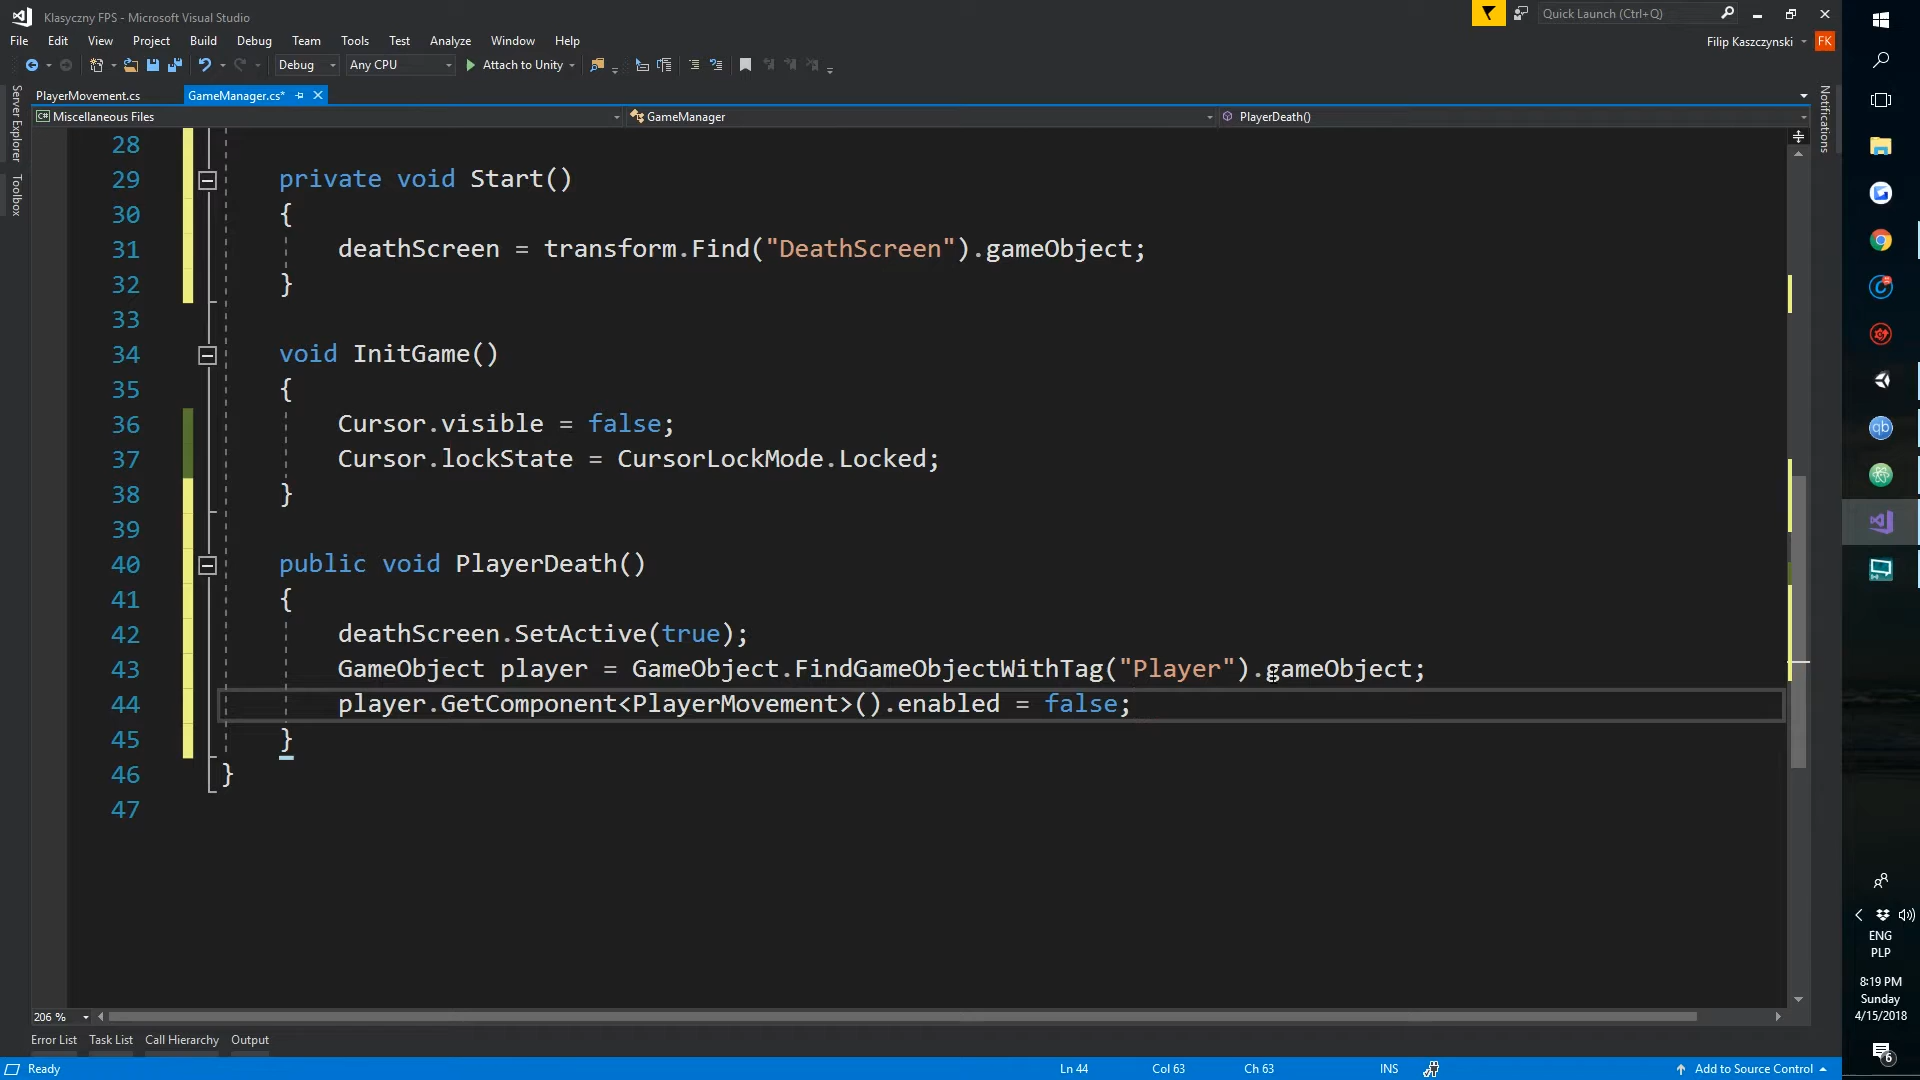 Klasyczny FPS - Microsoft Visual Studio
Quick Launch (Ctrl+Q)
File Edit View Project Build Debug Team Tools Test Analyze Window Help
Filip Kaszczynski FK
Debug Any CPU Attach to Unity
PlayerMovement.cs GameManager.cs*
Miscellaneous Files GameManager PlayerDeath()
Server Explorer
Toolbox
Notifications
28
29 private void Start()
30 {
31 deathScreen = transform.Find("DeathScreen").gameObject;
32 }
33
34 void InitGame()
35 {
36 Cursor.visible = false;
37 Cursor.lockState = CursorLockMode.Locked;
38 }
39
40 public void PlayerDeath()
41 {
42 deathScreen.SetActive(true);
43 GameObject player = GameObject.FindGameObjectWithTag("Player").gameObject;
44 player.GetComponent<PlayerMovement>().enabled = false;
45 }
46 }
47
206 %
Error List Task List Call Hierarchy Output
Ready Ln 44 Col 63 Ch 63 INS Add to Source Control
qb
ENG
PLP
8:19 PM
Sunday
4/15/2018
6